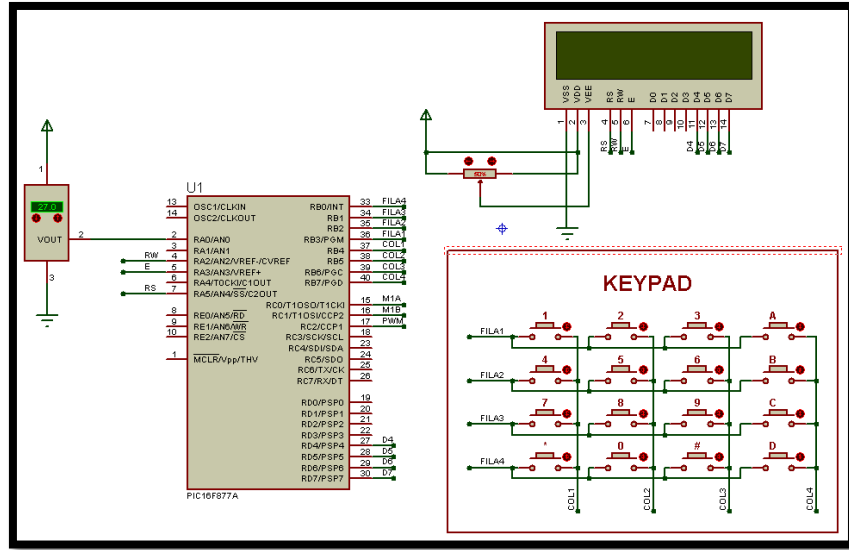 VSS VDD VEE RS RW E D0 D1 D2 D3 D4 D5 D6 D7
1 2 3 4 5 6 7 8 9 10 11 12 13 14
RS RW E D4 D5 D6 D7
50%
1
27.0
VOUT 2
3
U1
13 OSC1/CLKIN RB0/INT 33 FILA4
14 OSC2/CLKOUT RB1 34 FILA3
RB2 35 FILA2
2 RA0/AN0 RB3/PGM 36 FILA1
3 RA1/AN1 RB4 37 COL1
RW 4 RA2/AN2/VREF-/CVREF RB5 38 COL2
E 5 RA3/AN3/VREF+ RB6/PGC 39 COL3
6 RA4/T0CKI/C1OUT RB7/PGD 40 COL4
RS 7 RA5/AN4/SS/C2OUT
RC0/T1OSO/T1CKI 15 M1A
8 RE0/AN5/RD RC1/T1OSI/CCP2 16 M1B
9 RE1/AN6/WR RC2/CCP1 17 PWM
10 RE2/AN7/CS RC3/SCK/SCL 18
RC4/SDI/SDA 23
1 MCLR/Vpp/THV RC5/SDO 24
RC6/TX/CK 25
RC7/RX/DT 26
RD0/PSP0 19
RD1/PSP1 20
RD2/PSP2 21
RD3/PSP3 22
RD4/PSP4 27 D4
RD5/PSP5 28 D5
RD6/PSP6 29 D6
RD7/PSP7 30 D7
PIC16F877A
KEYPAD
1 2 3 A
FILA1
4 5 6 B
FILA2
7 8 9 C
FILA3
* 0 # D
FILA4
COL1 COL2 COL3 COL4